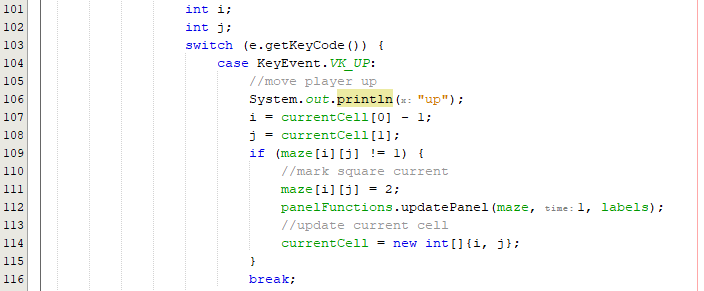 101 int i;
102 int j;
103 switch (e.getKeyCode()) {
104 case KeyEvent.VK_UP:
105 //move player up
106 System.out.println(x: "up");
107 i = currentCell[0] - 1;
108 j = currentCell[1];
109 if (maze[i][j] != 1) {
110 //mark square current
111 maze[i][j] = 2;
112 panelFunctions.updatePanel(maze, time: 1, labels);
113 //update current cell
114 currentCell = new int[]{i, j};
115 }
116 break;